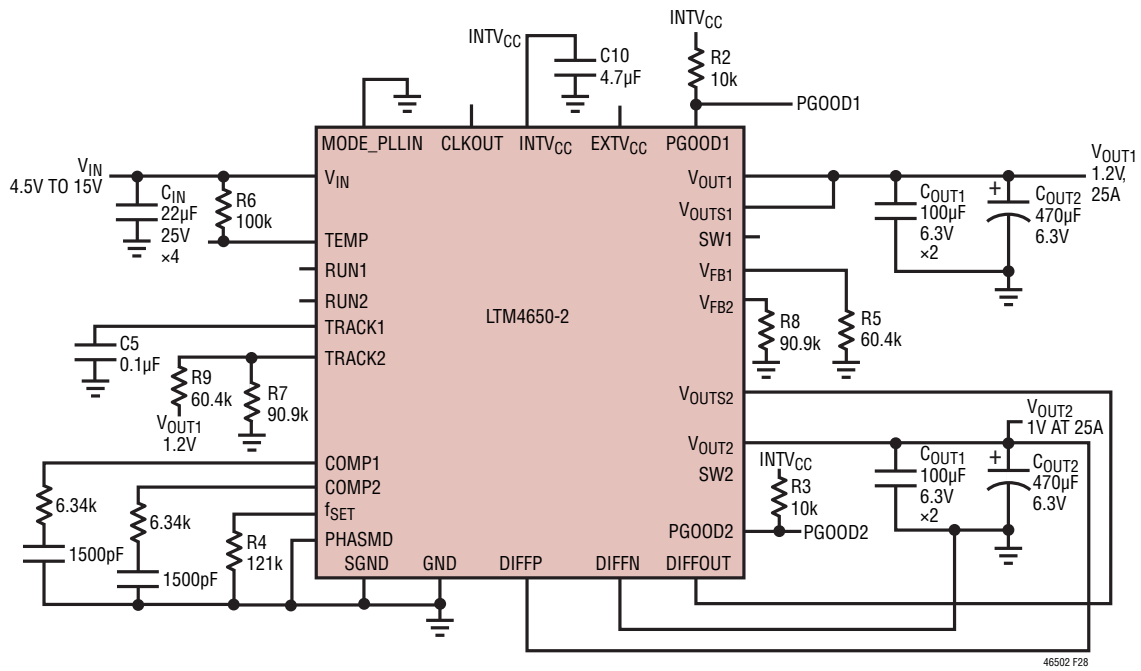 INTVCC
INTVCC
C10
4.7µF
R2
10k
PGOOD1
MODE_PLLIN
CLKOUT
INTVCC
EXTVCC
PGOOD1
VIN
4.5V TO 15V
CIN
22µF
25V
×4
R6
100k
VIN
TEMP
RUN1
RUN2
TRACK1
TRACK2
C5
0.1µF
R9
60.4k
VOUT1
1.2V
R7
90.9k
COMP1
COMP2
fSET
PHASMD
6.34k
1500pF
6.34k
1500pF
R4
121k
LTM4650-2
VOUT1
VOUTS1
SW1
VFB1
VFB2
VOUTS2
VOUT2
SW2
PGOOD2
SGND
GND
DIFFP
DIFFN
DIFFOUT
VOUT1
1.2V,
25A
COUT1
100µF
6.3V
×2
+
COUT2
470µF
6.3V
R8
90.9k
R5
60.4k
VOUT2
1V AT 25A
INTVCC
R3
10k
PGOOD2
COUT1
100µF
6.3V
×2
+
COUT2
470µF
6.3V
46502 F28